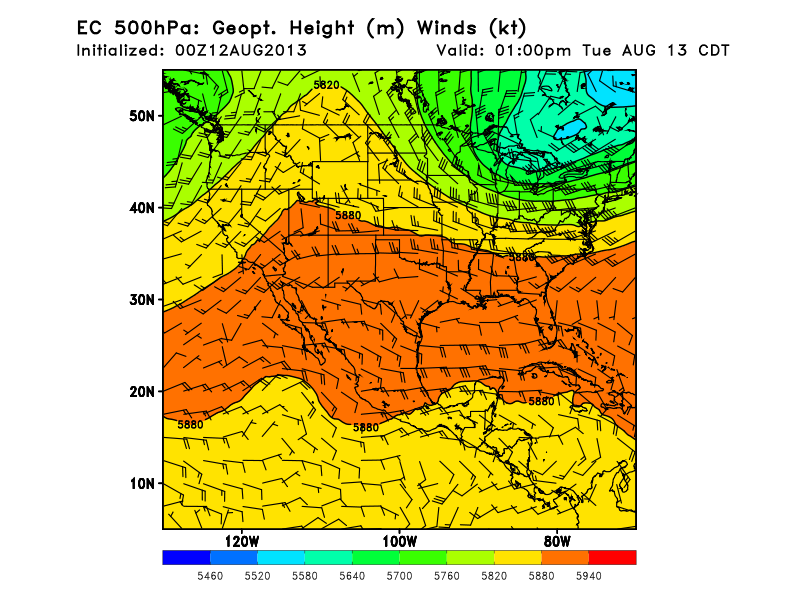 EC 500hPa: Geopt. Height (m) Winds (kt)
Initialized: 00Z12AUG2013 Valid: 01:00pm Tue AUG 13 CDT
5820
50N
40N
5880
5880
30N
20N
5880
5880
5880
10N
120W 100W 80W
5460 5520 5580 5640 5700 5760 5820 5880 5940